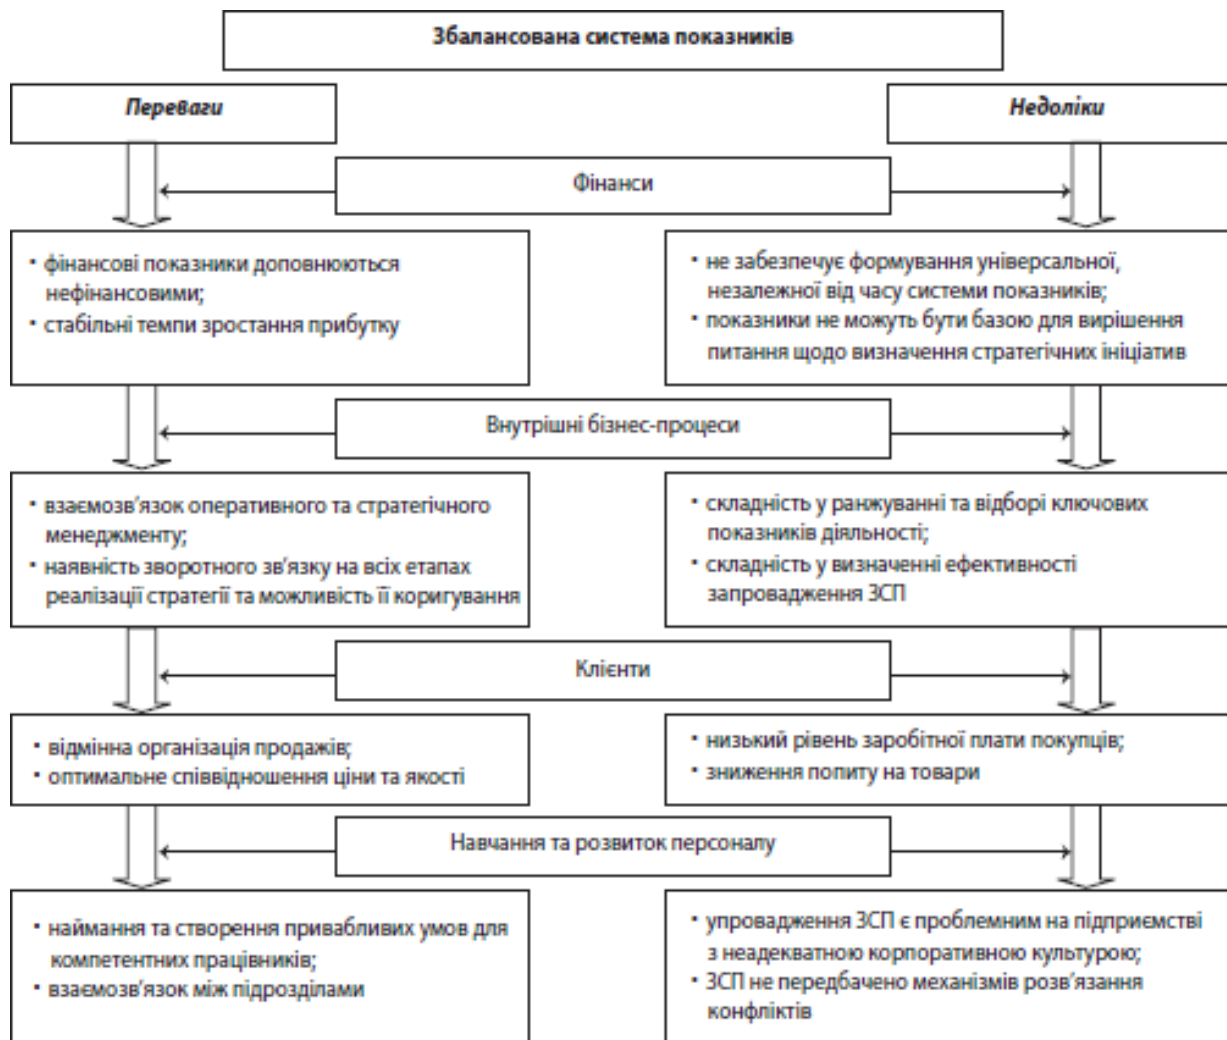 Збалансована система показників
Переваги
Недоліки
Фінанси
• фінансові показники доповнюються
нефінансовими;
• стабільні темпи зростання прибутку
• не забезпечує формування універсальної,
незалежної від часу системи показників;
• показники не можуть бути базою для вирішення
питання щодо визначення стратегічних ініціатив
Внутрішні бізнес-процеси
• взаємозв'язок оперативного та стратегічного
менеджменту;
• наявність зворотного зв'язку на всіх етапах
реалізації стратегії та можливість її коригування
• складність у ранжуванні та відборі ключових
показників діяльності;
• складність у визначенні ефективності
запровадження ЗСП
Клієнти
• відмінна організація продажів;
• оптимальне співвідношення ціни та якості
• низький рівень заробітної плати покупців;
• зниження попиту на товари
Навчання та розвиток персоналу
• наймання та створення привабливих умов для
компетентних працівників;
• взаємозв'язок між підрозділами
• упровадження ЗСП є проблемним на підприємстві
з неадекватною корпоративною культурою;
• ЗСП не передбачено механізмів розв'язання
конфліктів